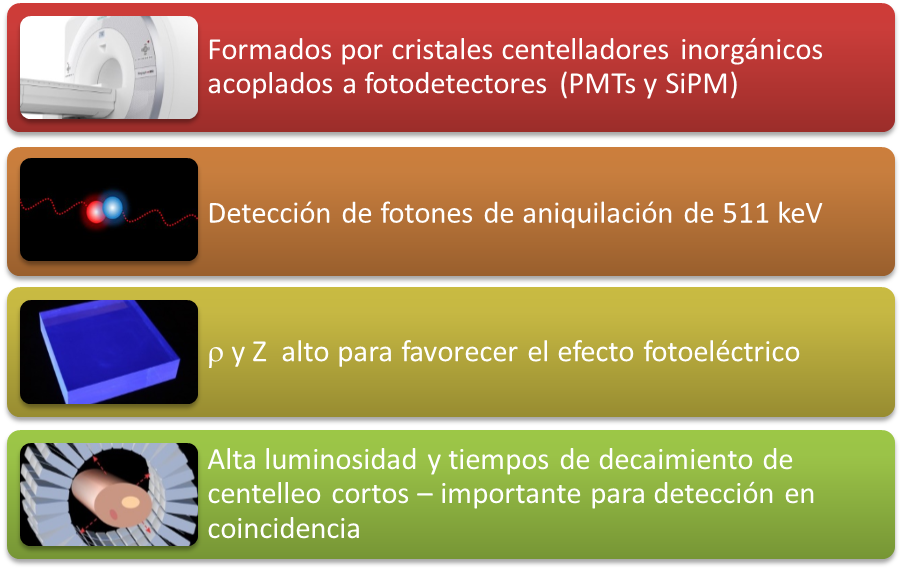 Formados por cristales centelladores inorgánicos
acoplados a fotodetectores (PMTs y SiPM)
Detección de fotones de aniquilación de 511 keV
ρ y Z alto para favorecer el efecto fotoeléctrico
Alta luminosidad y tiempos de decaimiento de
centelleo cortos – importante para detección en
coincidencia